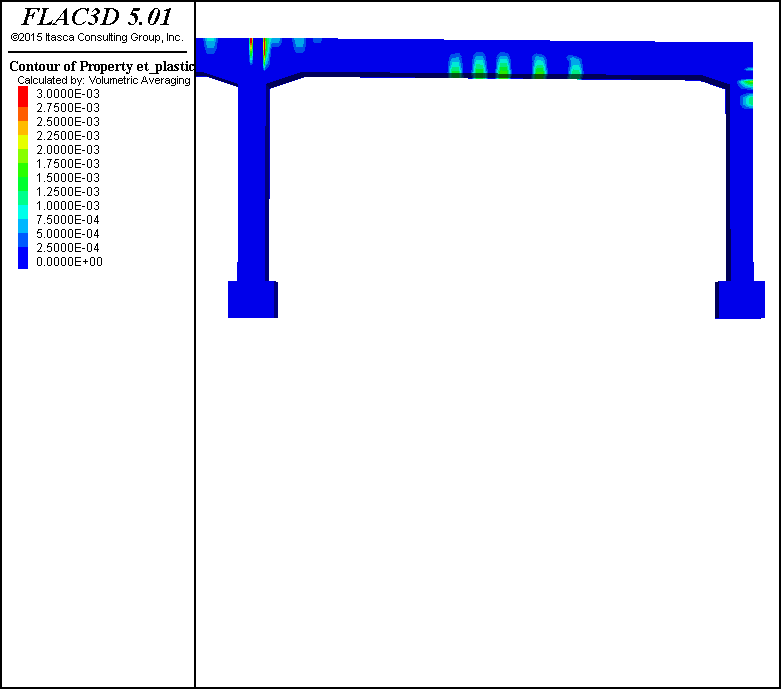 FLAC3D 5.01
©2015 Itasca Consulting Group, Inc.
Contour of Property et_plastic
Calculated by: Volumetric Averaging
3.0000E-03
2.7500E-03
2.5000E-03
2.2500E-03
2.0000E-03
1.7500E-03
1.5000E-03
1.2500E-03
1.0000E-03
7.5000E-04
5.0000E-04
2.5000E-04
0.0000E+00